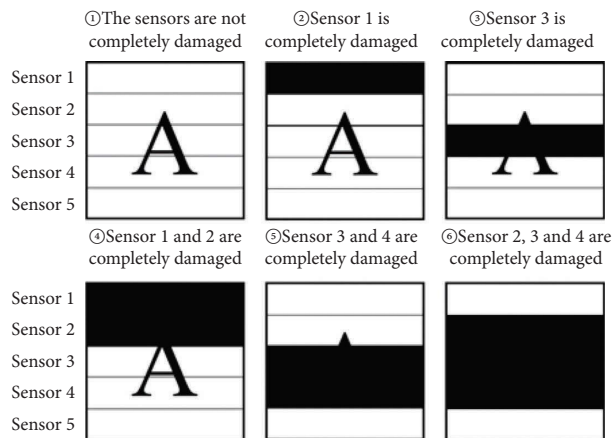 ①The sensors are not
completely damaged
②Sensor 1 is
completely damaged
③Sensor 3 is
completely damaged
Sensor 1
Sensor 2
Sensor 3
Sensor 4
Sensor 5
A
A
A
④Sensor 1 and 2 are
completely damaged
⑤Sensor 3 and 4 are
completely damaged
⑥Sensor 2, 3 and 4 are
completely damaged
Sensor 1
Sensor 2
Sensor 3
Sensor 4
Sensor 5
A